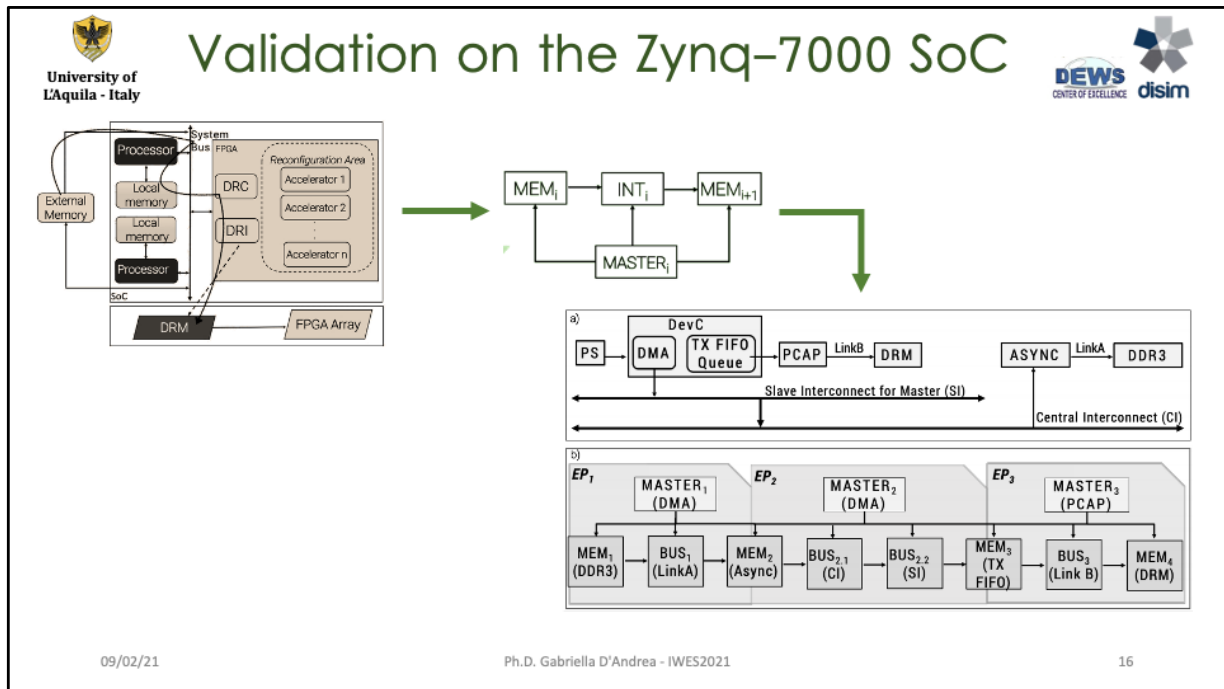 University of
L'Aquila - Italy
Validation on the Zynq-7000 SoC
DEWS
CENTER OF EXCELLENCE
disim
System
Bus
FPGA
Processor
Local
memory
Local
memory
Processor
External
Memory
SoC
DRC
DRI
Reconfiguration Area
Accelerator 1
Accelerator 2
Accelerator n
DRM
FPGA Array
MEMi
INTi
MEMi+1
MASTERi
a)
DevC
PS
DMA
TX FIFO
Queue
PCAP
LinkB
DRM
ASYNC
LinkA
DDR3
Slave Interconnect for Master (SI)
Central Interconnect (CI)
b)
EP1
EP2
EP3
MASTER1
(DMA)
MASTER2
(DMA)
MASTER3
(PCAP)
MEM1
(DDR3)
BUS1
(LinkA)
MEM2
(Async)
BUS2.1
(CI)
BUS2.2
(SI)
MEM3
(TX
FIFO)
BUS3
(Link B)
MEM4
(DRM)
09/02/21
Ph.D. Gabriella D'Andrea - IWES2021
16